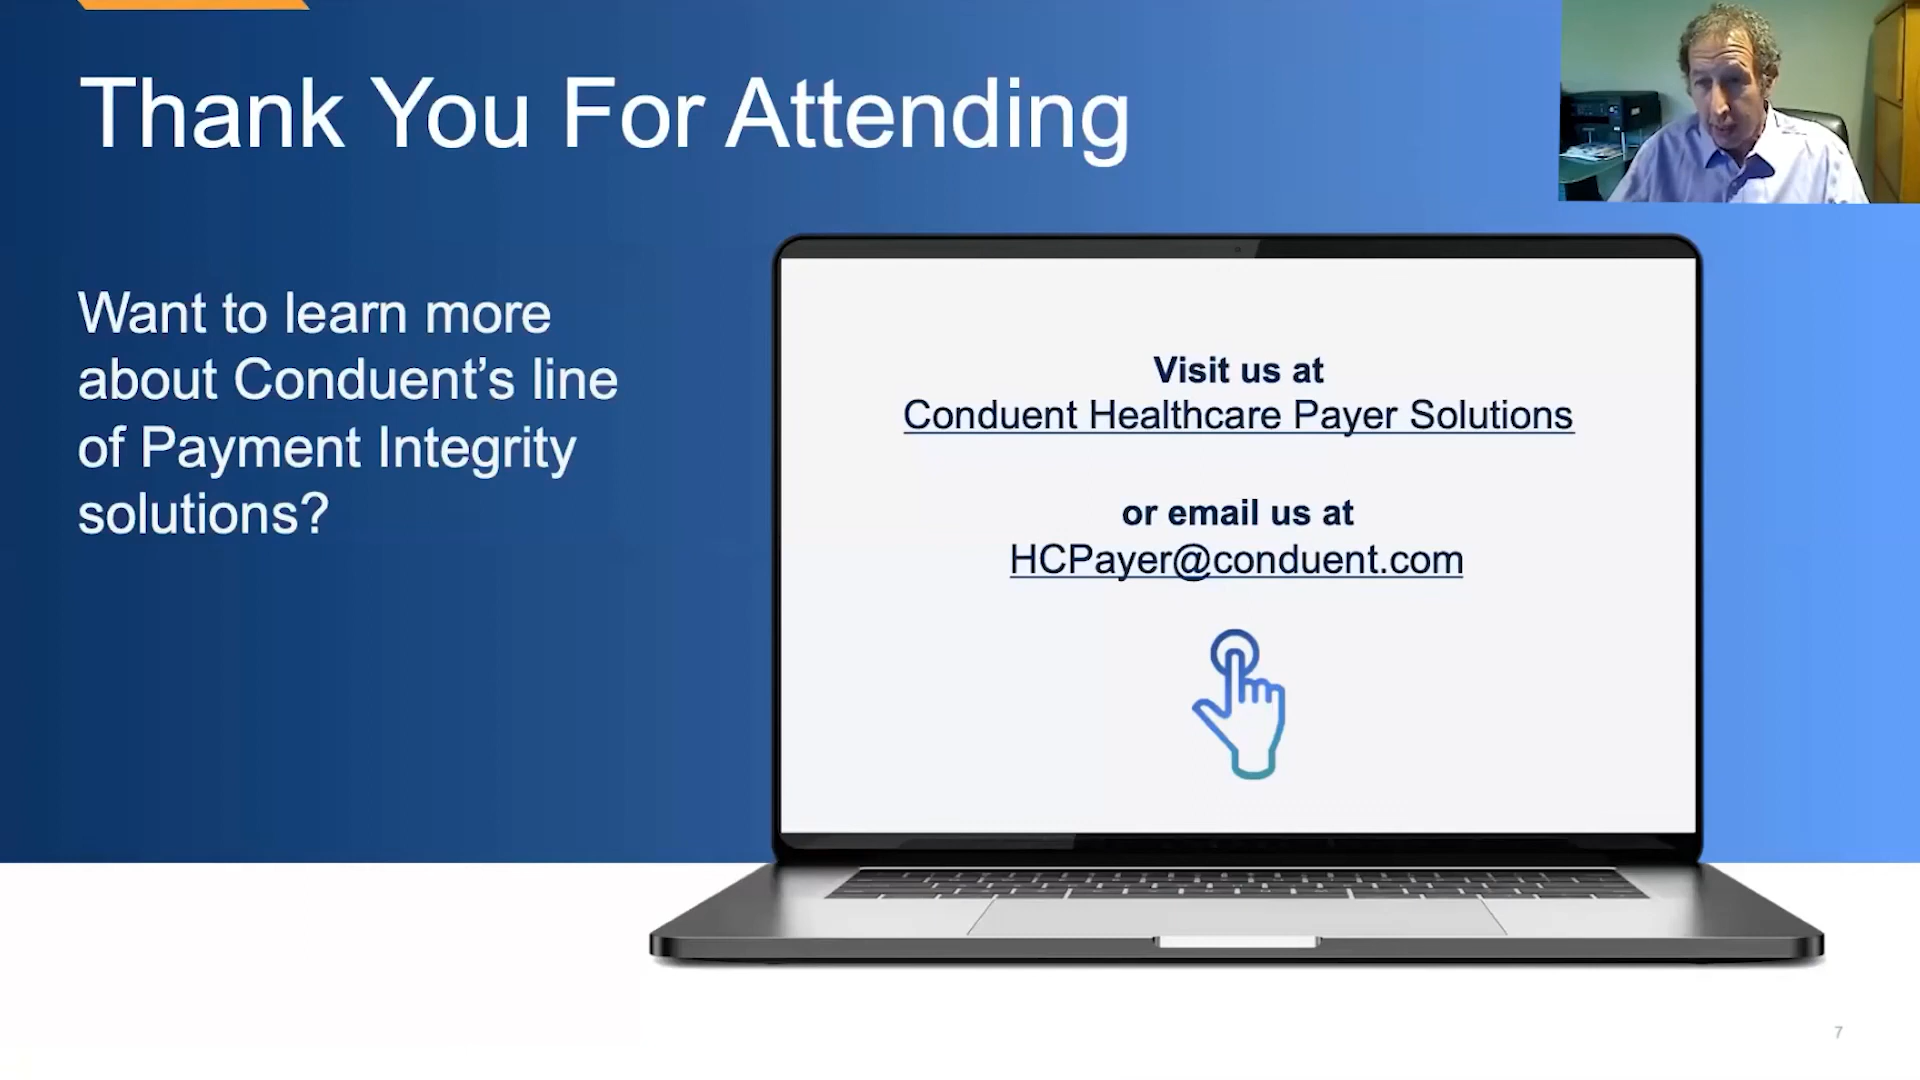 Thank You For Attending
Want to learn more
about Conduent’s line
of Payment Integrity
solutions?
Visit us at
Conduent Healthcare Payer Solutions
or email us at
HCPayer@conduent.com
7